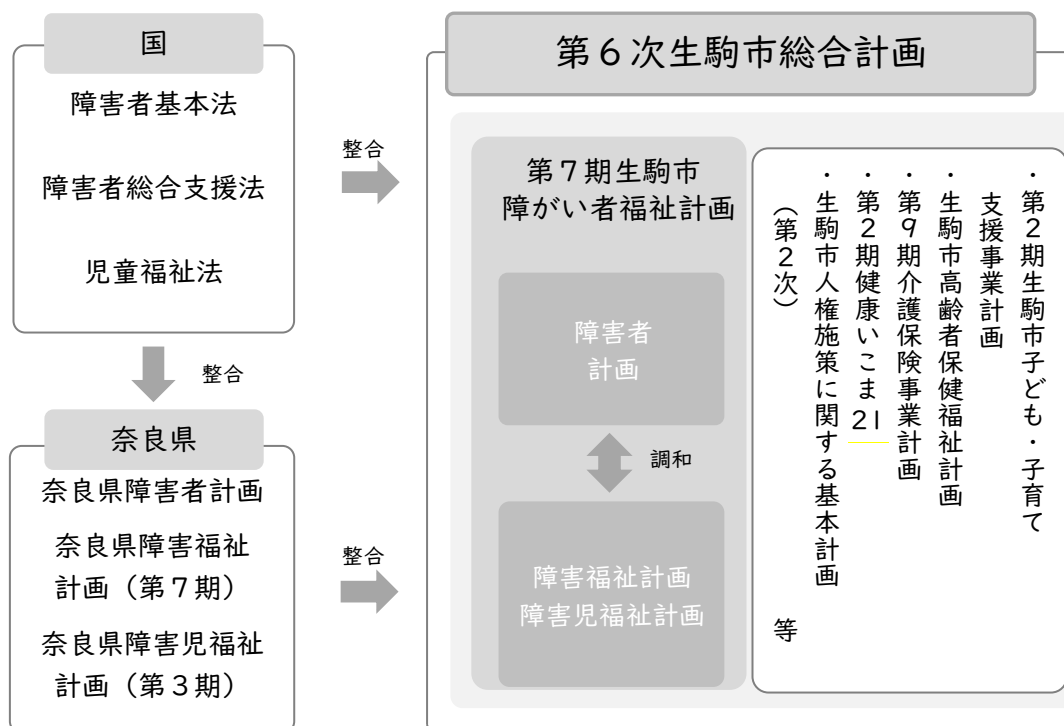 国
障害者基本法
障害者総合支援法
児童福祉法
整合
整合
奈良県
奈良県障害者計画
奈良県障害福祉
計画（第７期）
奈良県障害児福祉
計画（第３期）
整合
第６次生駒市総合計画
第７期生駒市
障がい者福祉計画
障害者
計画
調和
障害福祉計画
障害児福祉計画
・第２期生駒市子ども・子育て
支援事業計画
・生駒市高齢者保健福祉計画
・第９期介護保険事業計画
・第２期健康いこま21
・生駒市人権施策に関する基本計画
（第２次）　等